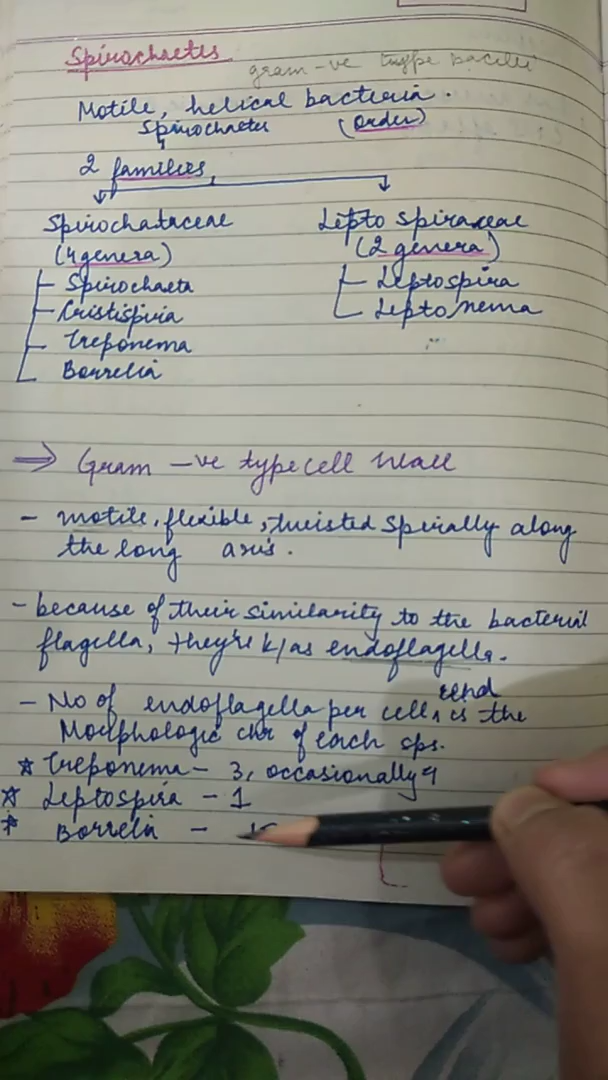 Spirochaetes
gram -ve type bacilli
Motile, helical bacteria.
Spirochaetes (order)
2 families,
Spirochataceae
Lepto spiraceae
(4 genera)
(2 genera)
Spirochaeta
Leptospira
Cristispiria
Leptonema
Treponema
Borrelia
⇒ Gram -ve type cell wall
- motile, flexible, twisted spirally along
the long axis.
- because of their similarity to the bacterial
flagella, they're k/as endoflagella.
- No of endoflagella per cell, is the
Morphologic chr of each sps.
* Treponema - 3, occasionally 4
* Leptospira - 1
* Borrelia -